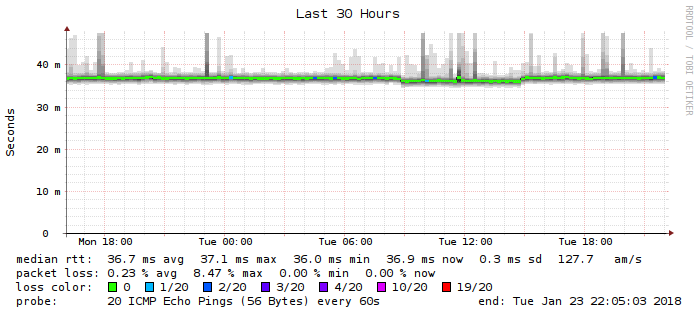 Last 30 Hours
RRDTOOL / TOBI OETIKER
Seconds
40 m
30 m
20 m
10 m
0
Mon 18:00 Tue 00:00 Tue 06:00 Tue 12:00 Tue 18:00
median rtt: 36.7 ms avg 37.1 ms max 36.0 ms min 36.9 ms now 0.3 ms sd 127.7 am/s
packet loss: 0.23 % avg 8.47 % max 0.00 % min 0.00 % now
loss color: 0 1/20 2/20 3/20 4/20 10/20 19/20
probe: 20 ICMP Echo Pings (56 Bytes) every 60s end: Tue Jan 23 22:05:03 2018